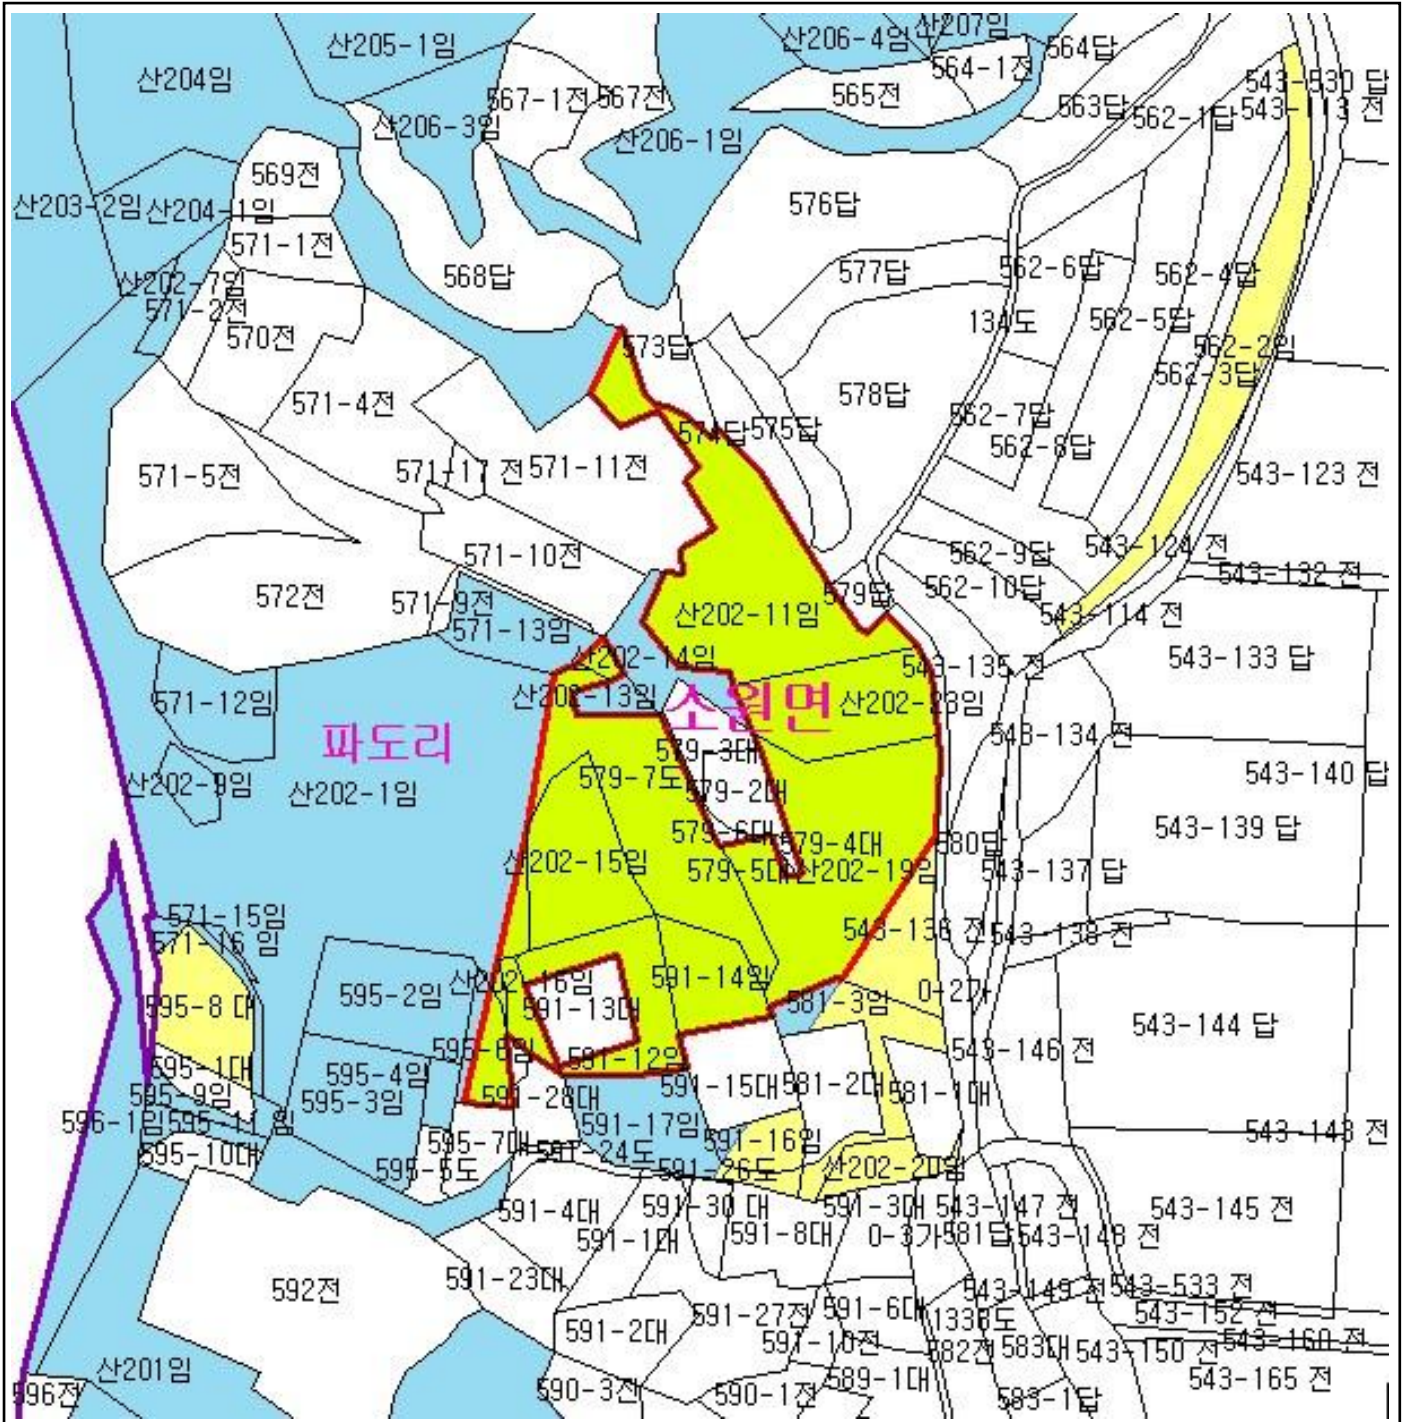 산205-1임
산206-4임
산207임
564답
산204임
564-1전
543-530 답
567-1전
567전
565전
563답
562-1답
543-113 전
산206-3임
산206-1임
569전
산203-2임
산204-1임
576답
571-1전
568답
577답
562-6답
562-4답
산202-7임
571-2전
570전
134도
562-5답
573답
562-2임
562-3답
571-4전
578답
562-7답
574답
575답
562-8답
571-5전
571-17 전
571-11전
543-123 전
571-10전
562-9답
543-124 전
543-132 전
572전
571-9전
579답
562-10답
산202-11임
543-114 전
571-13임
산202-14임
543-135 전
543-133 답
571-12임
산202-13임
소원면
산202-23임
파도리
543-134 전
579-3대
산202-9임
산202-1임
579-7도
579-2대
543-140 답
579-6대
579-4대
580답
543-139 답
산202-15임
579-5대
산202-19임
543-137 답
571-15임
571-16 임
543-136 전
543-138 전
595-8 대
595-2임
산202-16임
591-14임
591-13대
581-3임
0-2가
543-144 답
595-6임
591-12임
543-146 전
595-1대
595-4임
591-15대
581-2대
581-1대
595-9임
595-3임
591-28대
596-1임
595-11 임
591-17임
591-16임
543-143 전
595-10대
595-7대
591-24도
595-5도
591-26도
산202-20임
591-4대
591-30 대
591-3대
543-147 전
543-145 전
591-1대
591-8대
0-3가
581답
543-148 전
592전
591-23대
543-149 전
543-533 전
591-2대
591-27전
591-6대
1338도
543-152 전
591-10전
582전
583대
543-150 전
543-160 전
산201임
596전
590-3전
590-1전
589-1대
583-1답
543-165 전